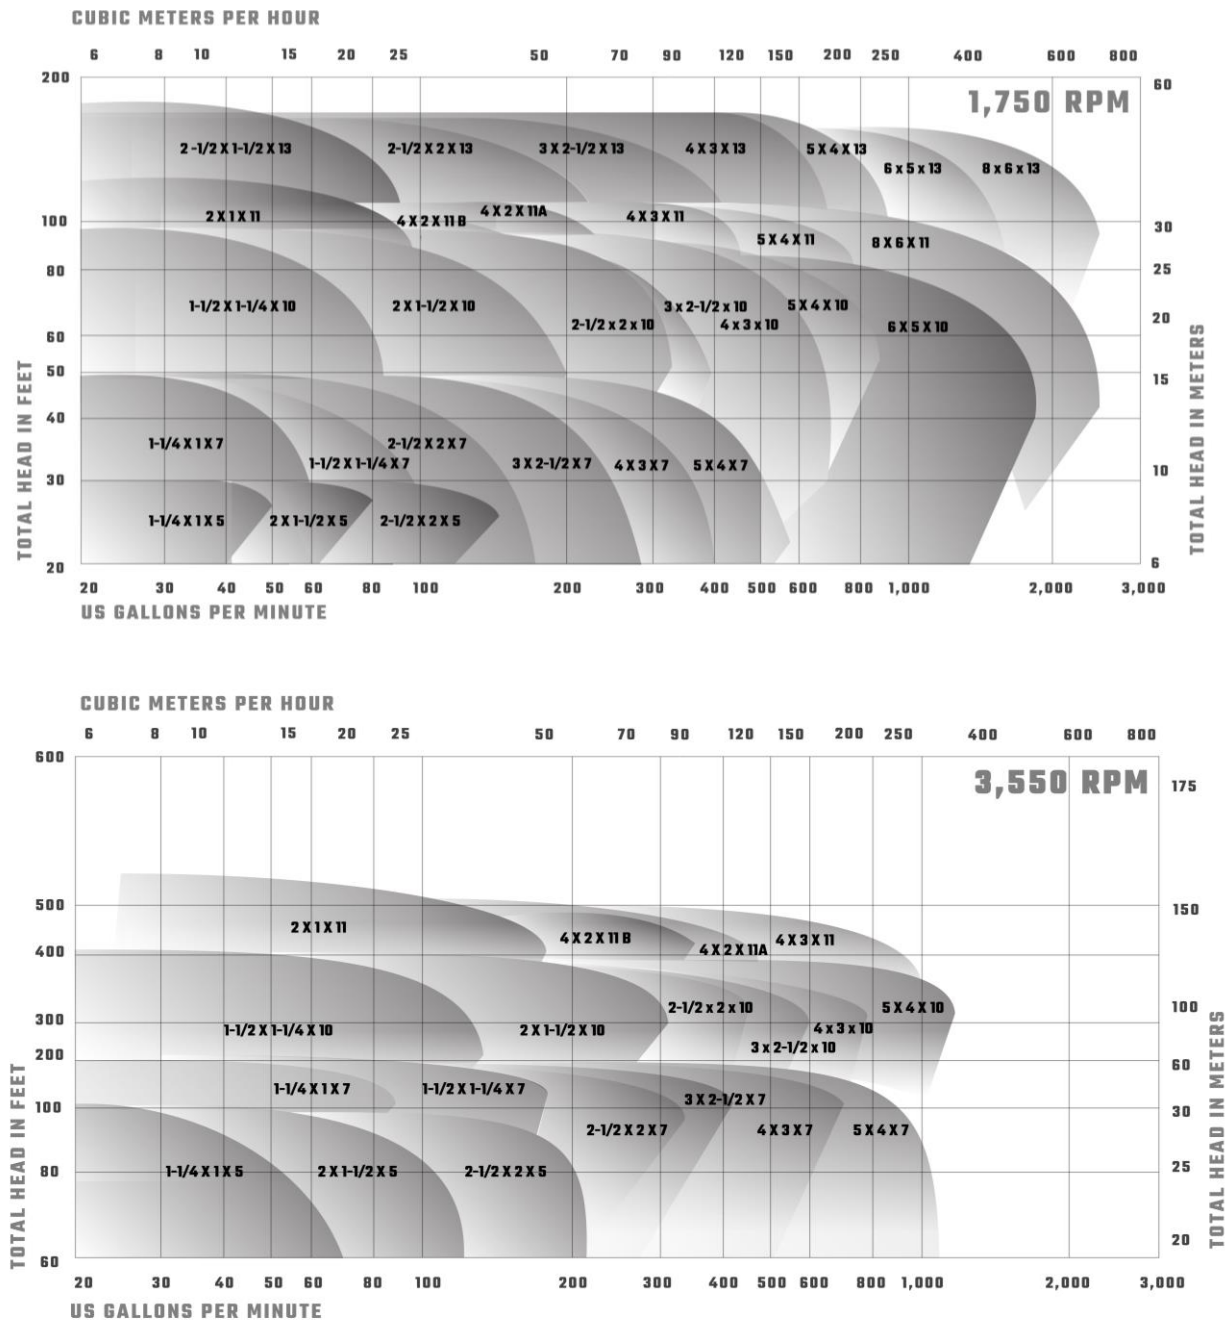 CUBIC METERS PER HOUR
6 8 10 15 20 25 50 70 90 120 150 200 250 400 600 800
200 60
1,750 RPM
2 -1/2 X 1-1/2 X 13 2-1/2 X 2 X 13 3 X 2-1/2 X 13 4 X 3 X 13 5 X 4 X 13
6 x 5 x 13 8 x 6 x 13
2 X 1 X 11 4 X 2 X 11 B 4 X 2 X 11A 4 X 3 X 11
100 30
5 X 4 X 11 8 X 6 X 11
80 25
1-1/2 X 1-1/4 X 10 2 X 1-1/2 X 10 3 x 2-1/2 x 10 5 X 4 X 10
2-1/2 x 2 x 10 4 x 3 x 10 6 X 5 X 10
20
60
50 15
40
1-1/4 X 1 X 7 2-1/2 X 2 X 7
1-1/2 X 1-1/4 X 7 3 X 2-1/2 X 7 4 X 3 X 7 5 X 4 X 7
10
30
1-1/4 X 1 X 5 2 X 1-1/2 X 5 2-1/2 X 2 X 5
20 6
TOTAL HEAD IN FEET
TOTAL HEAD IN METERS
20 30 40 50 60 80 100 200 300 400 500 600 800 1,000 2,000 3,000
US GALLONS PER MINUTE
CUBIC METERS PER HOUR
6 8 10 15 20 25 50 70 90 120 150 200 250 400 600 800
600
3,550 RPM
175
500 150
2 X 1 X 11 4 X 2 X 11 B 4 X 2 X 11A 4 X 3 X 11
400
2-1/2 x 2 x 10 5 X 4 X 10
100
300
1-1/2 X 1-1/4 X 10 2 X 1-1/2 X 10 4 x 3 x 10
3 x 2-1/2 x 10
200 60
1-1/4 X 1 X 7 1-1/2 X 1-1/4 X 7 3 X 2-1/2 X 7
100 30
2-1/2 X 2 X 7 4 X 3 X 7 5 X 4 X 7
80 25
1-1/4 X 1 X 5 2 X 1-1/2 X 5 2-1/2 X 2 X 5
20
60
TOTAL HEAD IN FEET
TOTAL HEAD IN METERS
20 30 40 50 60 80 100 200 300 400 500 600 800 1,000 2,000 3,000
US GALLONS PER MINUTE